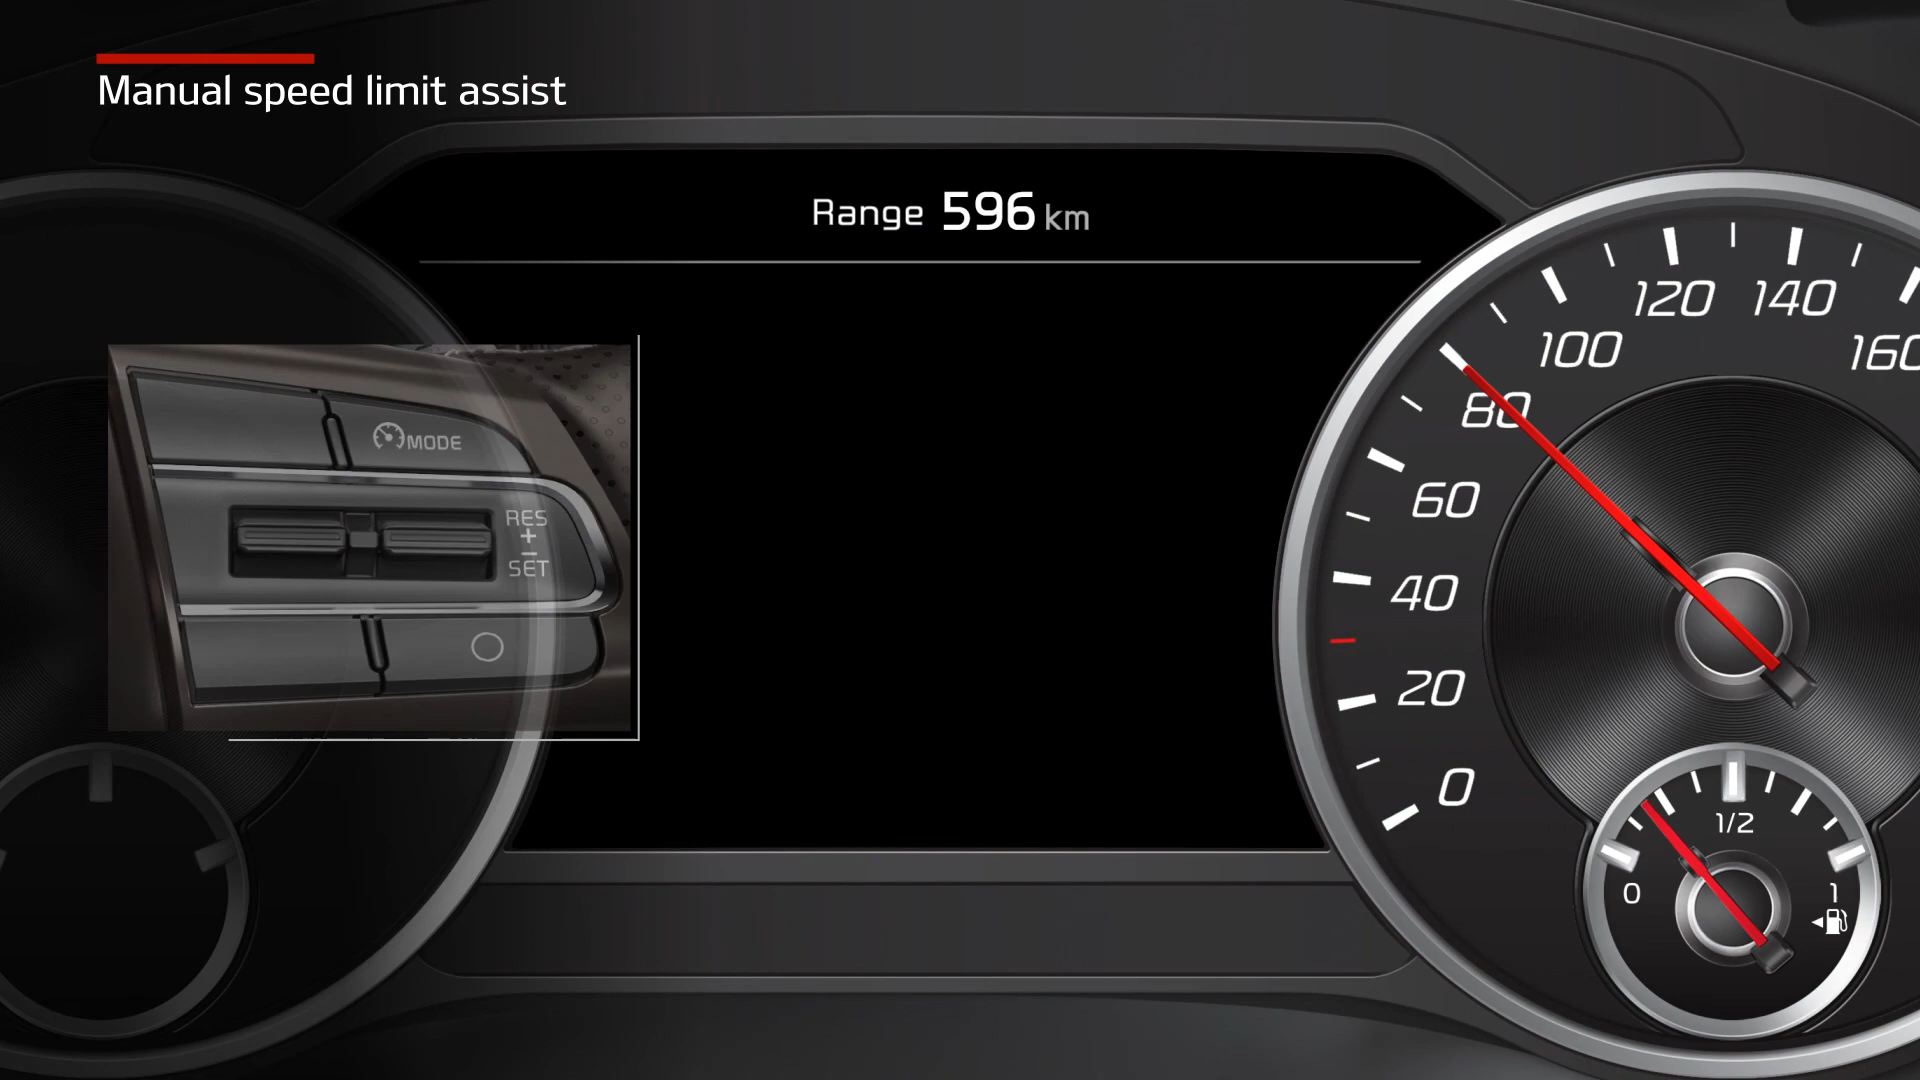 Manual speed limit assist
Range 596 km
MODE
RES
+
−
SET
0
20
40
60
80
100
120
140
160
0
1/2
1